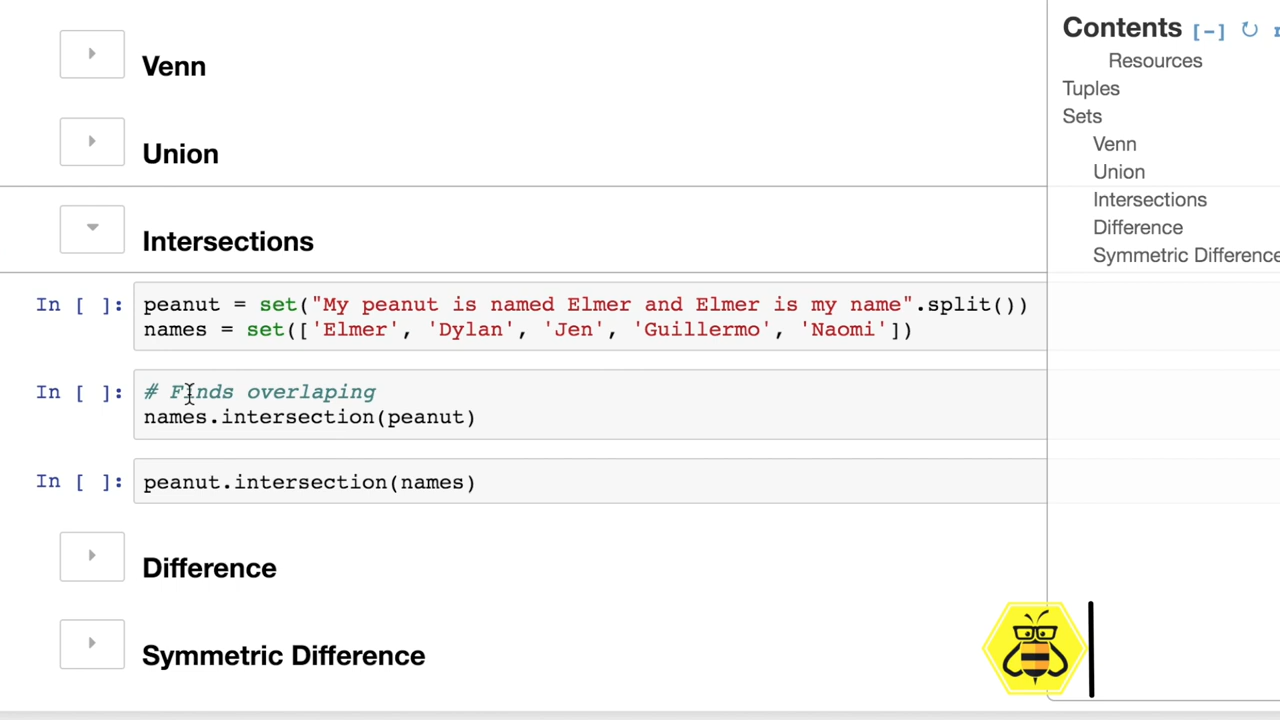 Venn
Union
Intersections
In [ ]: peanut = set("My peanut is named Elmer and Elmer is my name".split())
names = set(['Elmer', 'Dylan', 'Jen', 'Guillermo', 'Naomi'])
In [ ]: # Finds overlaping
names.intersection(peanut)
In [ ]: peanut.intersection(names)
Difference
Symmetric Difference
Contents [-] ↻
Resources
Tuples
Sets
Venn
Union
Intersections
Difference
Symmetric Difference